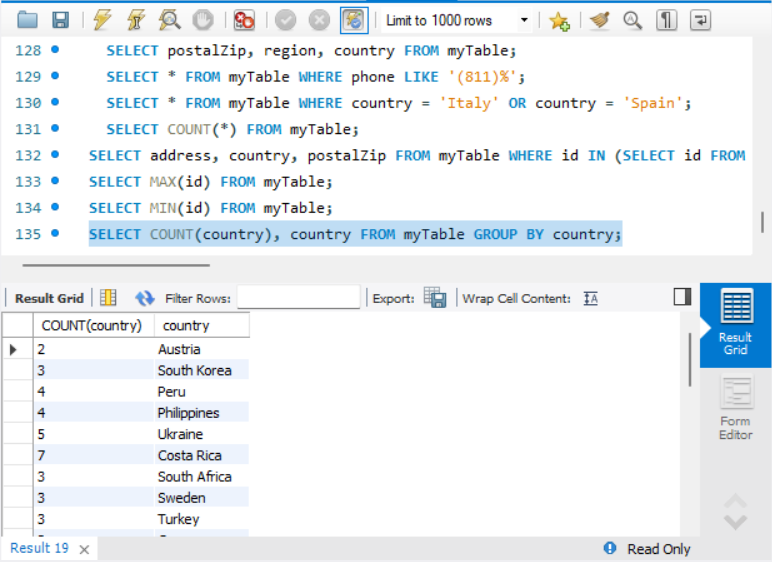 Limit to 1000 rows
128 SELECT postalZip, region, country FROM myTable;
129 SELECT * FROM myTable WHERE phone LIKE '(811)%';
130 SELECT * FROM myTable WHERE country = 'Italy' OR country = 'Spain';
131 SELECT COUNT(*) FROM myTable;
132 SELECT address, country, postalZip FROM myTable WHERE id IN (SELECT id FROM
133 SELECT MAX(id) FROM myTable;
134 SELECT MIN(id) FROM myTable;
135 SELECT COUNT(country), country FROM myTable GROUP BY country;
Result Grid Filter Rows: Export: Wrap Cell Content: IA
COUNT(country) country
2 Austria
3 South Korea
4 Peru
4 Philippines
5 Ukraine
7 Costa Rica
3 South Africa
3 Sweden
3 Turkey
Result
Grid
Form
Editor
Result 19
Read Only